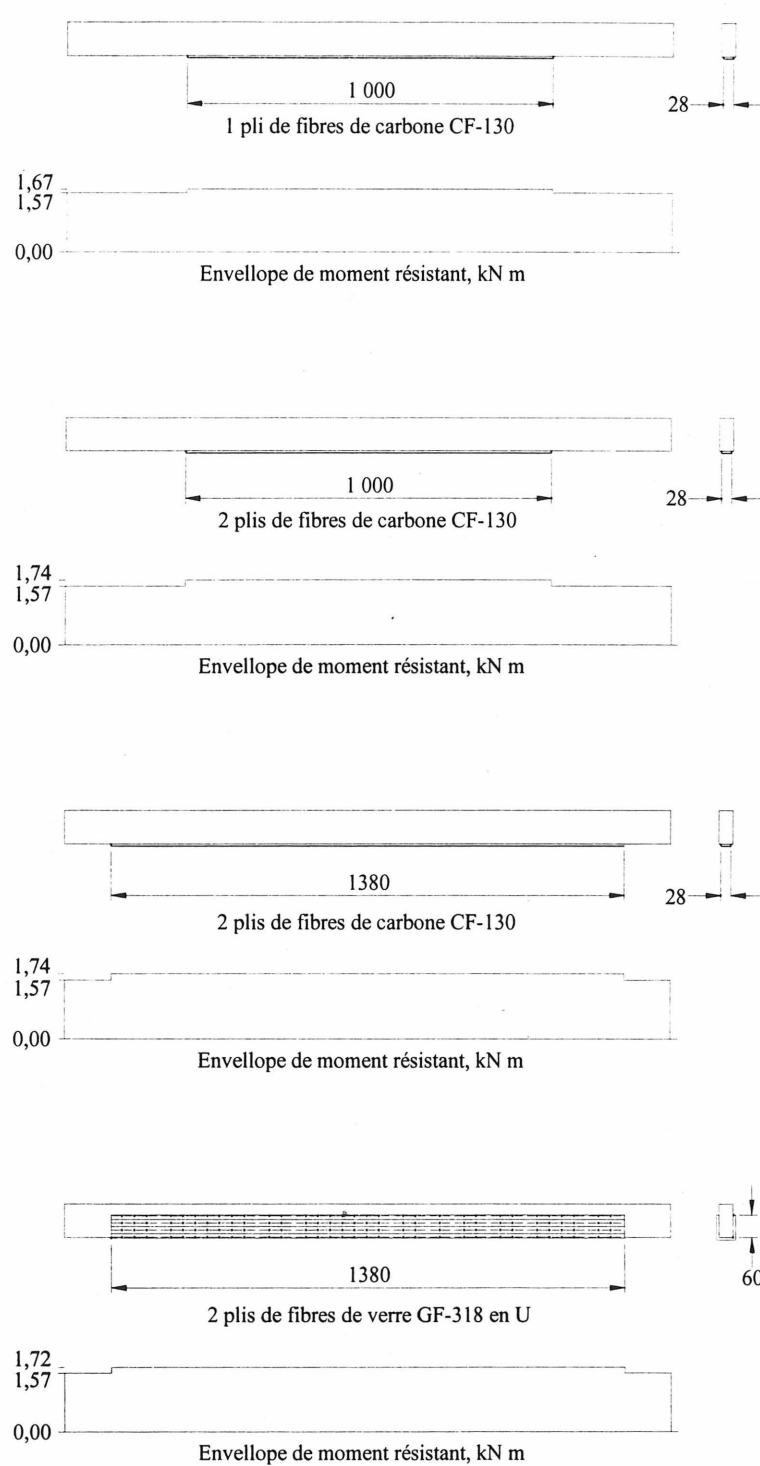 1 000
28
1 pli de fibres de carbone CF-130
1,67
1,57
0,00
Envellope de moment résistant, kN m
1 000
28
2 plis de fibres de carbone CF-130
1,74
1,57
0,00
Envellope de moment résistant, kN m
1380
28
2 plis de fibres de carbone CF-130
1,74
1,57
0,00
Envellope de moment résistant, kN m
1380
60
2 plis de fibres de verre GF-318 en U
1,72
1,57
0,00
Envellope de moment résistant, kN m